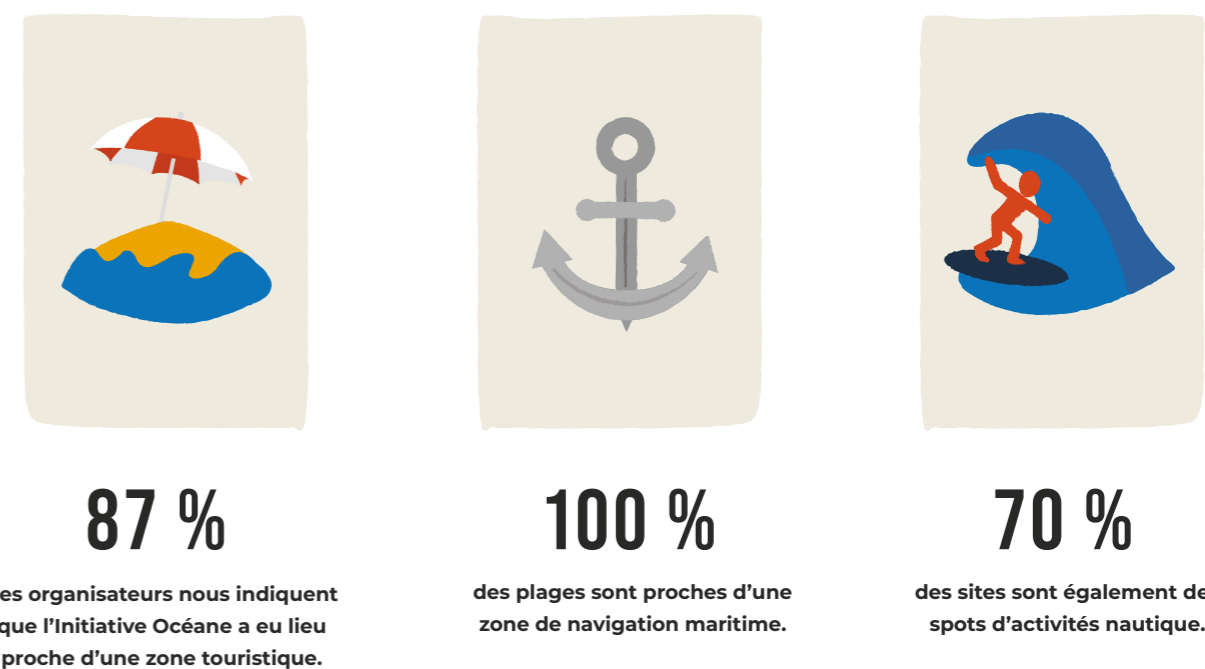 87 %
es organisateurs nous indiquent
que l’Initiative Océane a eu lieu
proche d’une zone touristique.
100 %
des plages sont proches d’une
zone de navigation maritime.
70 %
des sites sont également de
spots d’activités nautique.